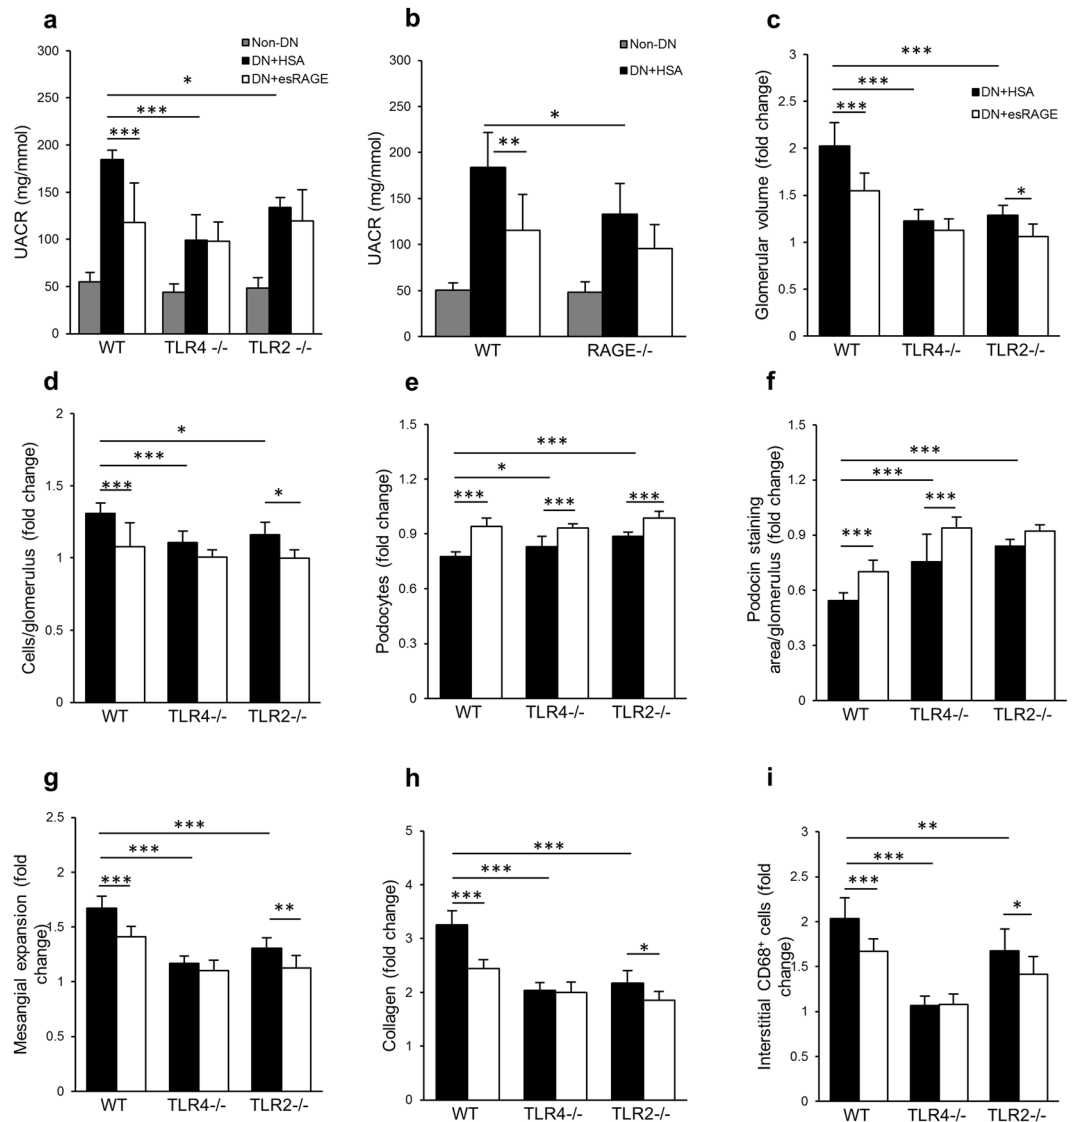 a
Non-DN
DN+HSA
DN+esRAGE
300
250
200
150
100
50
0
UACR (mg/mmol)
*
***
***
WT
TLR4 -/-
TLR2 -/-
b
Non-DN
DN+HSA
300
250
200
150
100
50
0
UACR (mg/mmol)
*
**
WT
RAGE-/-
c
DN+HSA
DN+esRAGE
3
2.5
2
1.5
1
0.5
0
Glomerular volume (fold change)
***
***
***
*
WT
TLR4-/-
TLR2-/-
d
2
1.5
1
0.5
0
Cells/glomerulus (fold change)
*
***
***
*
WT
TLR4-/-
TLR2-/-
e
1.5
1.2
0.9
0.6
0.3
0
Podocytes (fold change)
***
*
***
***
***
WT
TLR4-/-
TLR2-/-
f
1.5
1.2
0.9
0.6
0.3
0
Podocin staining
area/glomerulus (fold change)
***
***
***
***
WT
TLR4-/-
TLR2-/-
g
2.5
2
1.5
1
0.5
0
Mesangial expansion (fold
change)
***
***
***
**
WT
TLR4-/-
TLR2-/-
h
5
4
3
2
1
0
Collagen (fold change)
***
***
***
*
WT
TLR4-/-
TLR2-/-
i
3
2.5
2
1.5
1
0.5
0
Interstitial CD68⁺ cells (fold
change)
**
***
***
*
WT
TLR4-/-
TLR2-/-